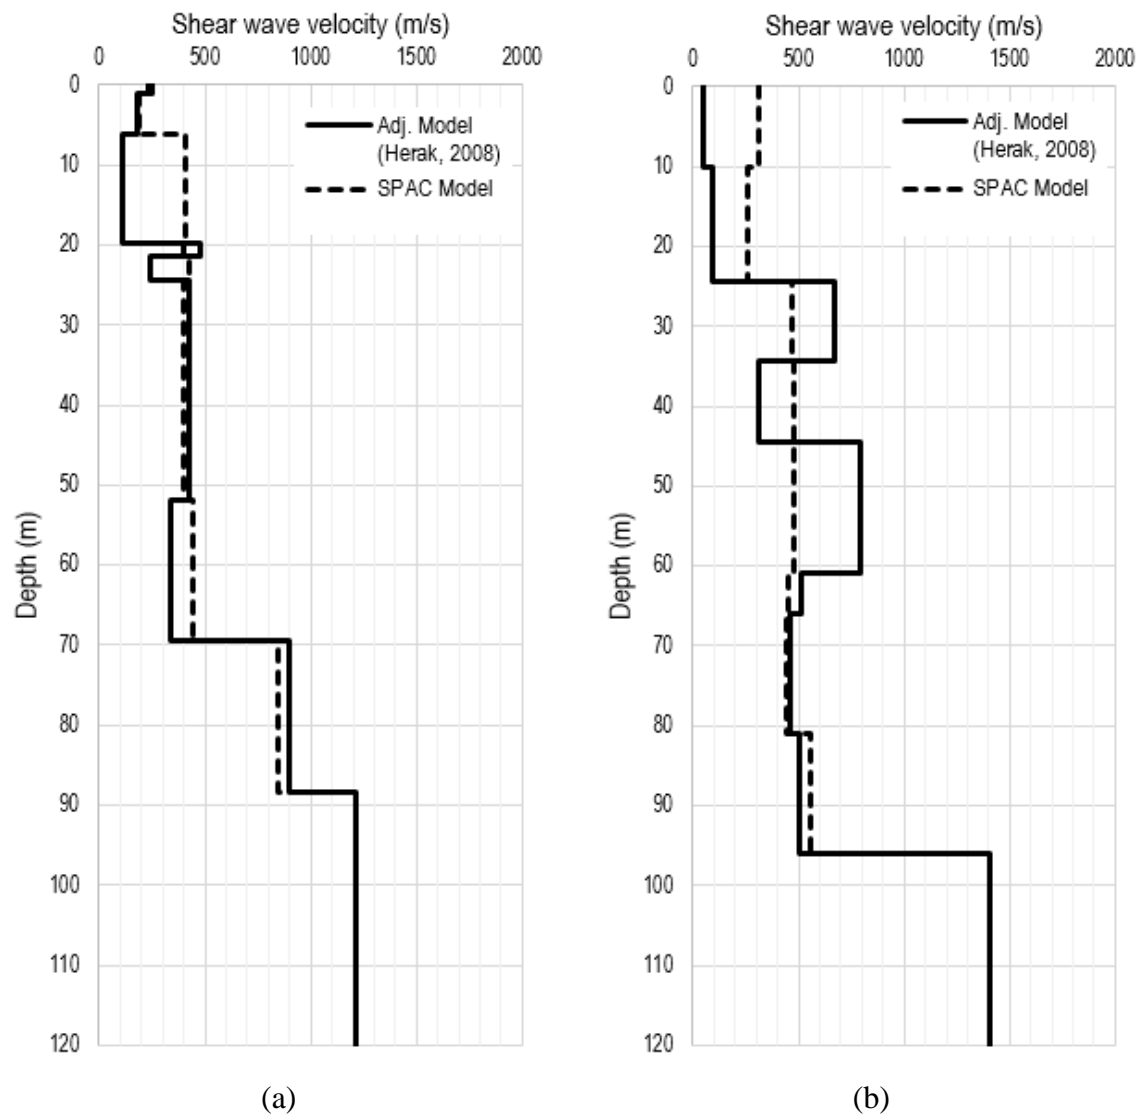 Shear wave velocity (m/s)
0 500 1000 1500 2000
0
10
20
30
40
50
60
70
80
90
100
110
120
Depth (m)
Adj. Model
(Herak, 2008)
SPAC Model
(a)
Shear wave velocity (m/s)
0 500 1000 1500 2000
0
10
20
30
40
50
60
70
80
90
100
110
120
Depth (m)
Adj. Model
(Herak, 2008)
SPAC Model
(b)